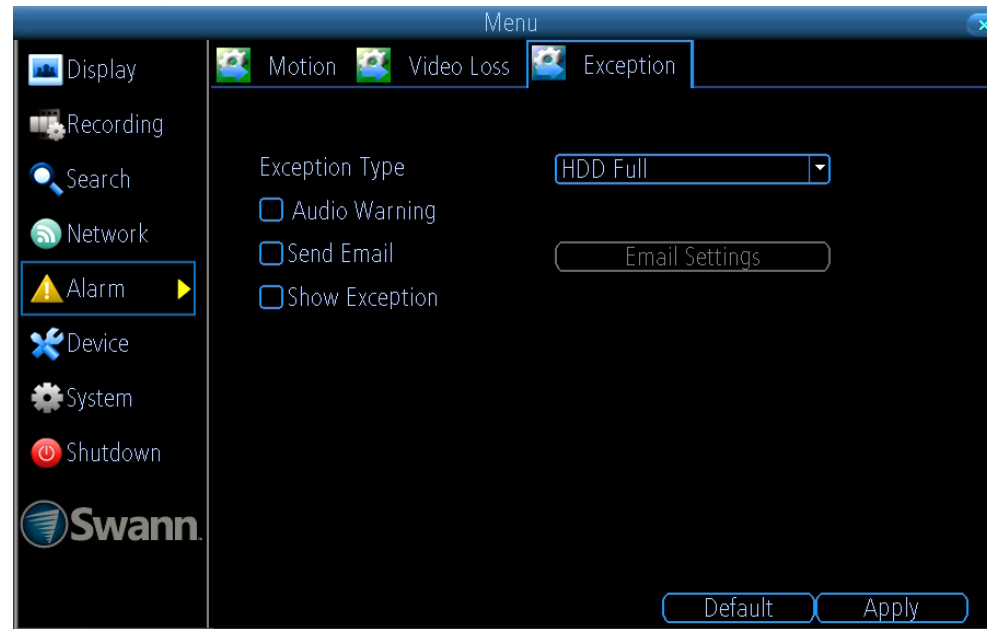 Menu
Display
Recording
Search
Network
Alarm
Device
System
Shutdown
Swann
Motion Video Loss Exception
Exception Type HDD Full
Audio Warning
Send Email Email Settings
Show Exception
Default Apply